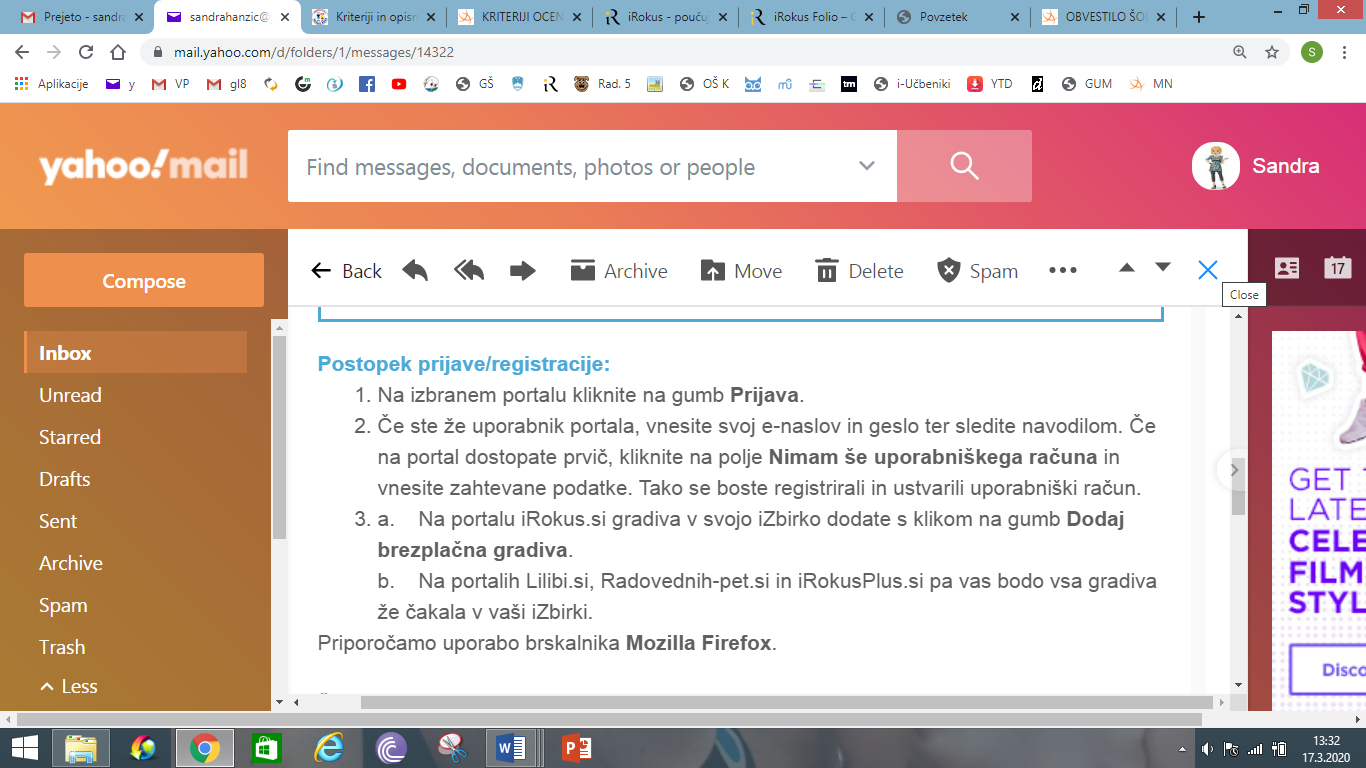 Prejeto - sandra
sandrahanzic@
Kriteriji in opisn
KRITERIJI OCEN
iRokus - pouču
iRokus Folio –
Povzetek
OBVESTILO ŠO
mail.yahoo.com/d/folders/1/messages/14322
S
Aplikacije
y
VP
gl8
GŠ
iR
Rad. 5
OŠ K
tm
i-Učbeniki
YTD
d
GUM
MN
yahoo!mail
Find messages, documents, photos or people
Sandra
Compose
Back
Archive
Move
Delete
Spam
17
Close
Inbox
Unread
Starred
Drafts
Sent
Archive
Spam
Trash
Less
Postopek prijave/registracije:
1. Na izbranem portalu kliknite na gumb Prijava.
2. Če ste že uporabnik portala, vnesite svoj e-naslov in geslo ter sledite navodilom. Če
na portal dostopate prvič, kliknite na polje Nimam še uporabniškega računa in
vnesite zahtevane podatke. Tako se boste registrirali in ustvarili uporabniški račun.
3. a. Na portalu iRokus.si gradiva v svojo iZbirko dodate s klikom na gumb Dodaj
brezplačna gradiva.
b. Na portalih Lilibi.si, Radovednih-pet.si in iRokusPlus.si pa vas bodo vsa gradiva
že čakala v vaši iZbirki.
Priporočamo uporabo brskalnika Mozilla Firefox.
GET
LATE
CELE
FILM
STYL
Disco
13:32
17.3.2020